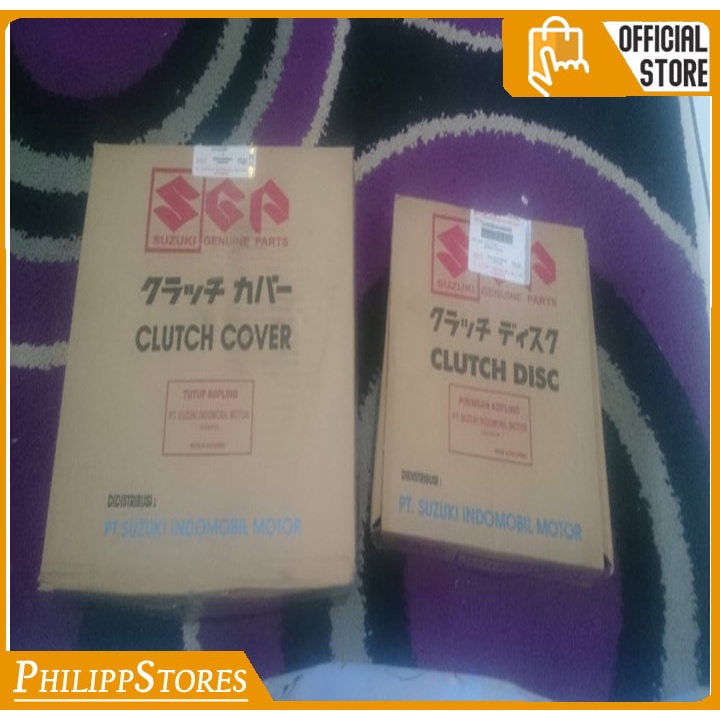 OFFICIAL
STORE
SGP
SUZUKI GENUINE PARTS
クラッチ カバー
CLUTCH COVER
TUTUP KOPLING
PT. SUZUKI INDOMOBIL MOTOR
DIDISTRIBUSI :
PT. SUZUKI INDOMOBIL MOTOR
SUZUKI GENUINE PARTS
クラッチ ディスク
CLUTCH DISC
PIRINGAN KOPLING
PT. SUZUKI INDOMOBIL MOTOR
DIDISTRIBUSI :
PT. SUZUKI INDOMOBIL MOTOR
PHILIPPSTORES